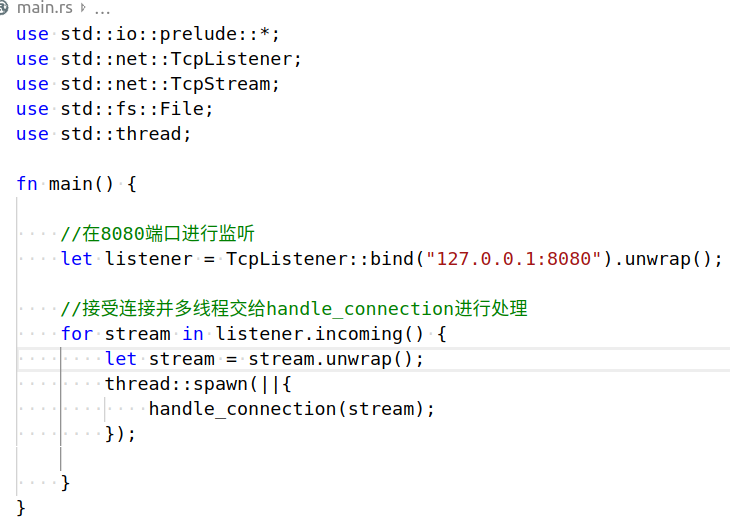 main.rs › ...
use std::io::prelude::*;
use std::net::TcpListener;
use std::net::TcpStream;
use std::fs::File;
use std::thread;
fn main() {
    //在8080端口进行监听
    let listener = TcpListener::bind("127.0.0.1:8080").unwrap();
    //接受连接并多线程交给handle_connection进行处理
    for stream in listener.incoming() {
        let stream = stream.unwrap();
        thread::spawn(||{
            handle_connection(stream);
        });
    }
}